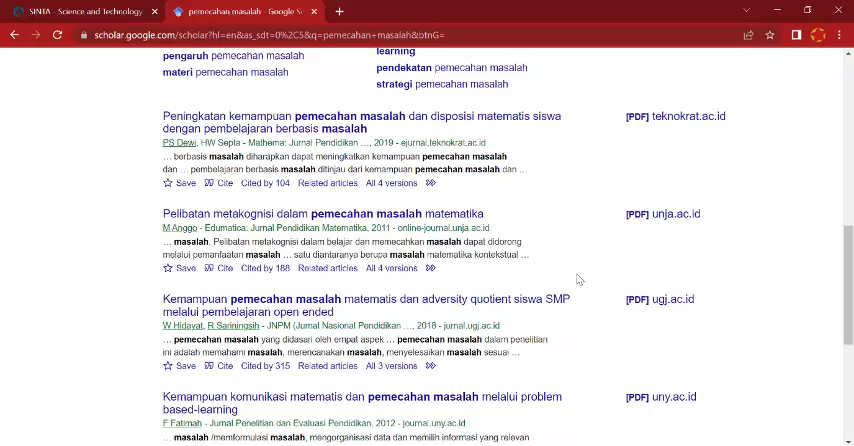 SINTA - Science and Technology
pemecahan masalah - Google Sc
scholar.google.com/scholar?hl=en&as_sdt=0%2C5&q=pemecahan+masalah&btnG=
pengaruh pemecahan masalah
materi pemecahan masalah
learning
pendekatan pemecahan masalah
strategi pemecahan masalah
Peningkatan kemampuan pemecahan masalah dan disposisi matematis siswa
dengan pembelajaran berbasis masalah
[PDF] teknokrat.ac.id
PS Dewi, HW Septa - Mathema: Jurnal Pendidikan …, 2019 - ejurnal.teknokrat.ac.id
… berbasis masalah diharapkan dapat meningkatkan kemampuan pemecahan masalah
dan … pembelajaran berbasis masalah ditinjau dari kemampuan pemecahan masalah dan …
Save Cite Cited by 104 Related articles All 4 versions
Pelibatan metakognisi dalam pemecahan masalah matematika
[PDF] unja.ac.id
M Anggo - Edumatica: Jurnal Pendidikan Matematika, 2011 - online-journal.unja.ac.id
… masalah. Pelibatan metakognisi dalam belajar dan memecahkan masalah dapat didorong
melalui pemanfaatan masalah … satu diantaranya berupa masalah matematika kontekstual …
Save Cite Cited by 188 Related articles All 4 versions
Kemampuan pemecahan masalah matematis dan adversity quotient siswa SMP
melalui pembelajaran open ended
[PDF] ugj.ac.id
W Hidayat, R Sariningsih - JNPM (Jurnal Nasional Pendidikan …, 2018 - jurnal.ugj.ac.id
… pemecahan masalah yang didasari oleh empat aspek … pemecahan masalah dalam penelitian
ini adalah memahami masalah, merencanakan masalah, menyelesaikan masalah sesuai …
Save Cite Cited by 315 Related articles All 3 versions
Kemampuan komunikasi matematis dan pemecahan masalah melalui problem
based-learning
[PDF] uny.ac.id
F Fatimah - Jurnal Penelitian dan Evaluasi Pendidikan, 2012 - journal.uny.ac.id
… masalah /memformulasi masalah, mengorganisasi data dan memilih informasi yang relevan